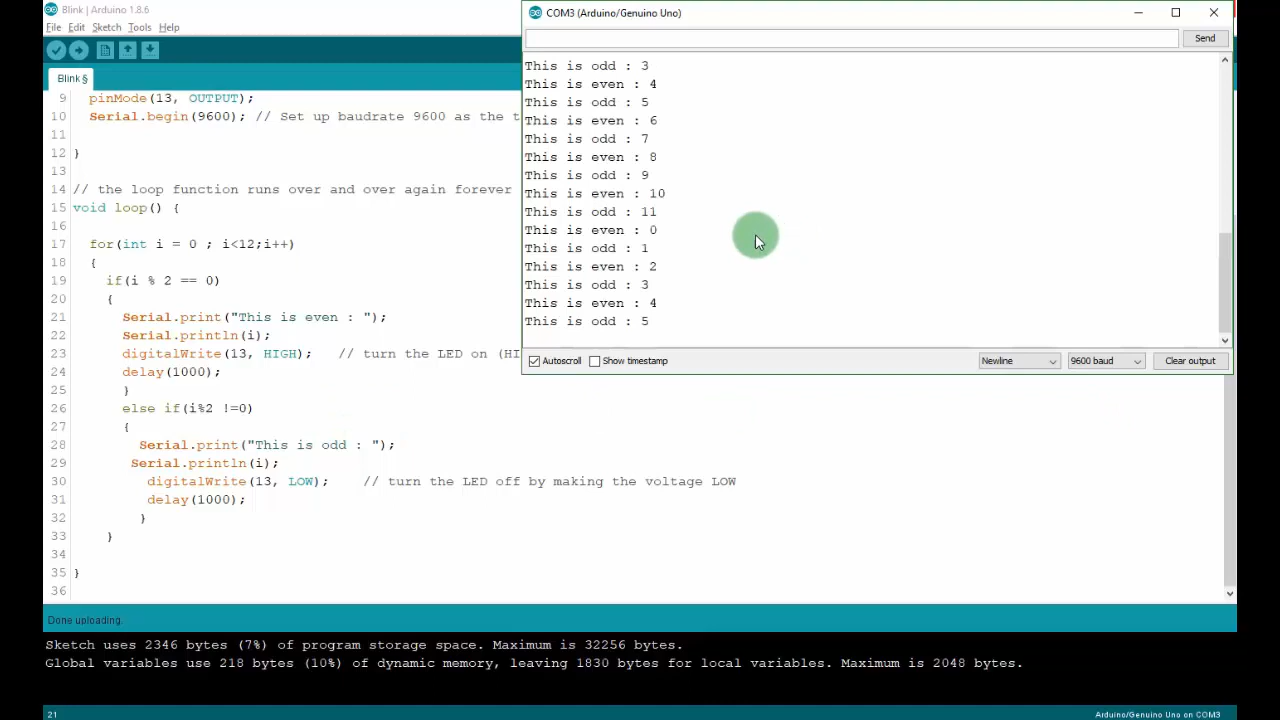 Blink | Arduino 1.8.6
File Edit Sketch Tools Help
Blink §
9 pinMode(13, OUTPUT);
10 Serial.begin(9600); // Set up baudrate 9600 as the t
11
12 }
13
14 // the loop function runs over and over again forever
15 void loop() {
16
17 for(int i = 0 ; i<12;i++)
18 {
19 if(i % 2 == 0)
20 {
21 Serial.print("This is even : ");
22 Serial.println(i);
23 digitalWrite(13, HIGH); // turn the LED on (HI
24 delay(1000);
25 }
26 else if(i%2 !=0)
27 {
28 Serial.print("This is odd : ");
29 Serial.println(i);
30 digitalWrite(13, LOW); // turn the LED off by making the voltage LOW
31 delay(1000);
32 }
33 }
34
35 }
36
COM3 (Arduino/Genuino Uno)
Send
This is odd : 3
This is even : 4
This is odd : 5
This is even : 6
This is odd : 7
This is even : 8
This is odd : 9
This is even : 10
This is odd : 11
This is even : 0
This is odd : 1
This is even : 2
This is odd : 3
This is even : 4
This is odd : 5
Autoscroll Show timestamp Newline 9600 baud Clear output
Done uploading.
Sketch uses 2346 bytes (7%) of program storage space. Maximum is 32256 bytes.
Global variables use 218 bytes (10%) of dynamic memory, leaving 1830 bytes for local variables. Maximum is 2048 bytes.
21 Arduino/Genuino Uno on COM3